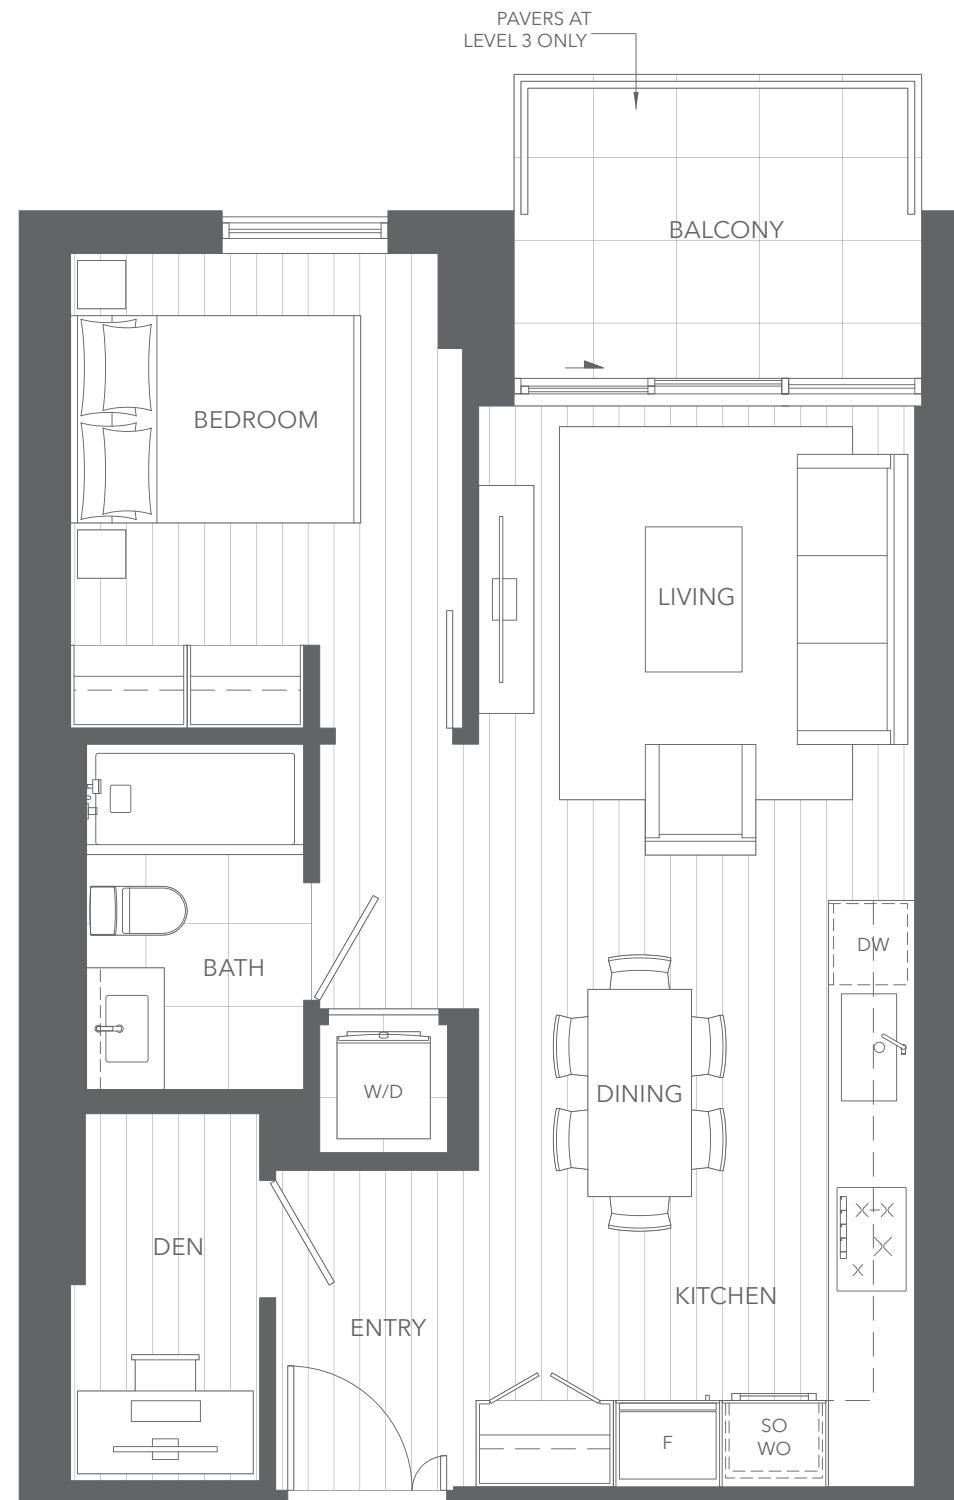 PAVERS AT
LEVEL 3 ONLY
BALCONY
BEDROOM
LIVING
DW
BATH
W/D
DINING
DEN
KITCHEN
ENTRY
F
SO
WO